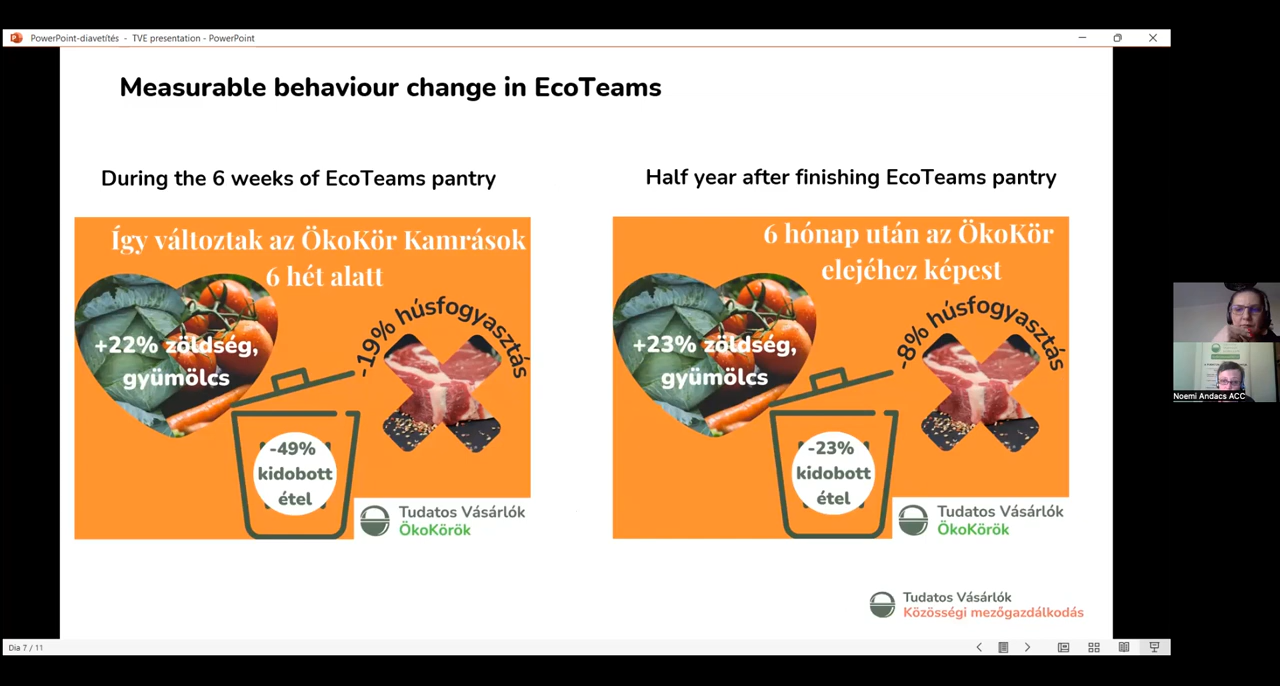 PowerPoint-diavetítés - TVE presentation - PowerPoint
Measurable behaviour change in EcoTeams
During the 6 weeks of EcoTeams pantry
Így változtak az ÖkoKör Kamrások
6 hét alatt
+22% zöldség,
gyümölcs
-19% húsfogyasztás
-49%
kidobott
étel
Tudatos Vásárlók
ÖkoKörök
Half year after finishing EcoTeams pantry
6 hónap után az ÖkoKör
elejéhez képest
+23% zöldség,
gyümölcs
-8% húsfogyasztás
-23%
kidobott
étel
Tudatos Vásárlók
ÖkoKörök
Tudatos Vásárlók
Közösségi mezőgazdálkodás
Noemi Andacs ACC
Dia 7 / 11